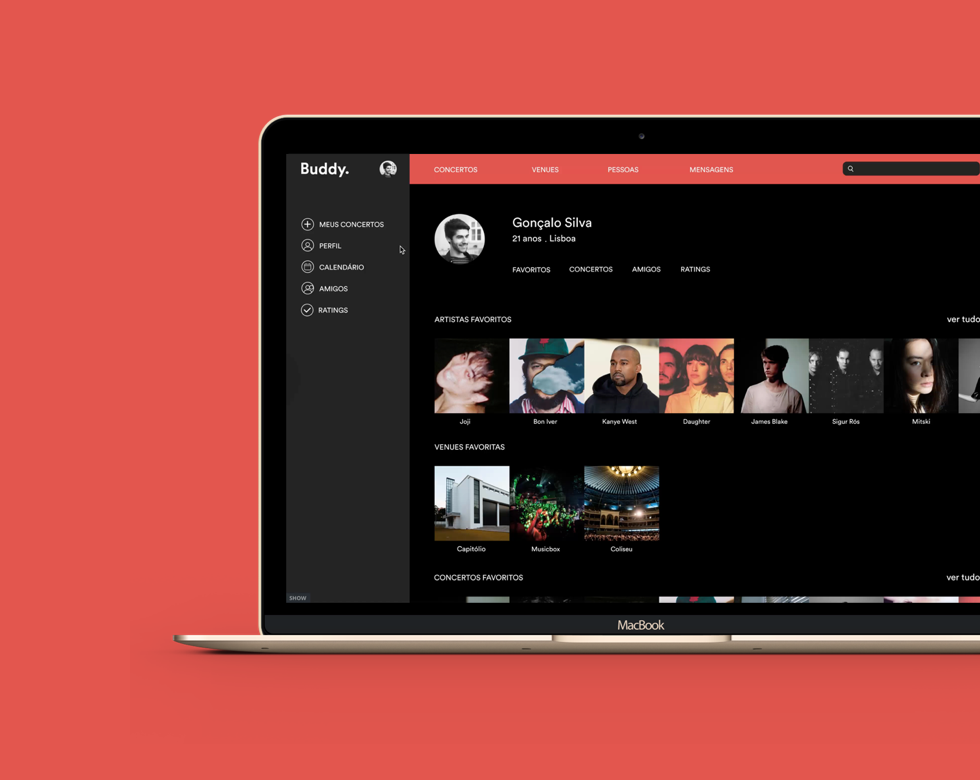 Buddy.
CONCERTOS VENUES PESSOAS MENSAGENS
MEUS CONCERTOS
PERFIL
CALENDÁRIO
AMIGOS
RATINGS
Gonçalo Silva
21 anos . Lisboa
FAVORITOS CONCERTOS AMIGOS RATINGS
ARTISTAS FAVORITOS ver tudo
Joji Bon Iver Kanye West Daughter James Blake Sigur Rós Mitski
VENUES FAVORITAS
Capitólio Musicbox Coliseu
CONCERTOS FAVORITOS ver tudo
SHOW
MacBook